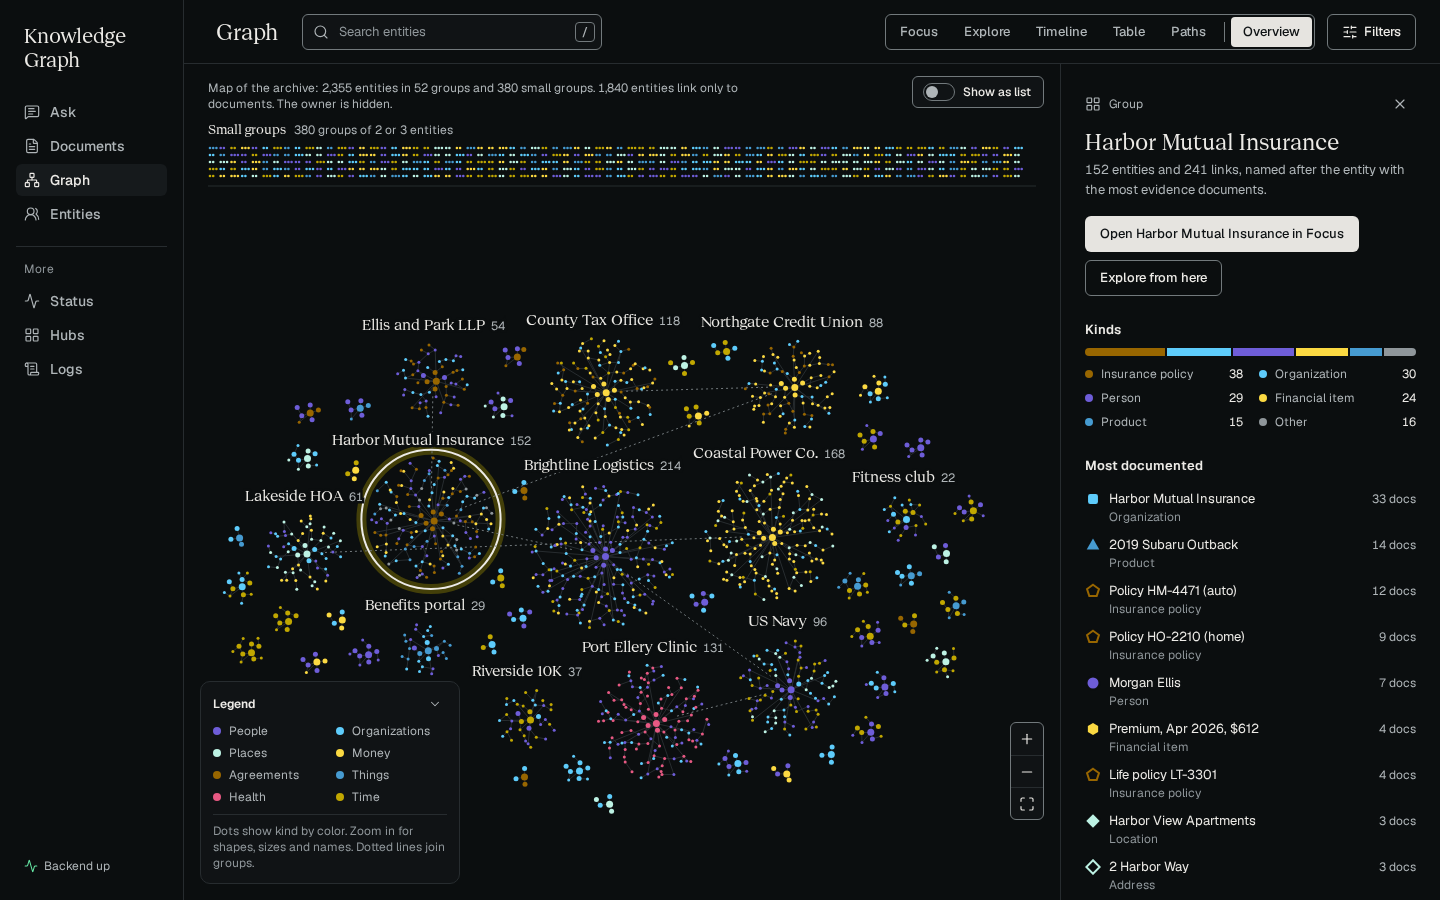 Knowledge
Graph
Ask
Documents
Graph
Entities
More
Status
Hubs
Logs
Backend up
Graph
Search entities
/
Focus
Explore
Timeline
Table
Paths
Overview
Filters
Map of the archive: 2,355 entities in 52 groups and 380 small groups. 1,840 entities link only to
documents. The owner is hidden.
Show as list
Small groups 380 groups of 2 or 3 entities
Ellis and Park LLP 54
County Tax Office 118
Northgate Credit Union 88
Harbor Mutual Insurance 152
Brightline Logistics 214
Coastal Power Co. 168
Fitness club 22
Lakeside HOA 61
Benefits portal 29
US Navy 96
Port Ellery Clinic 131
Riverside 10K 37
Legend
People
Organizations
Places
Money
Agreements
Things
Health
Time
Dots show kind by color. Zoom in for
shapes, sizes and names. Dotted lines join
groups.
Group
Harbor Mutual Insurance
152 entities and 241 links, named after the entity with
the most evidence documents.
Open Harbor Mutual Insurance in Focus
Explore from here
Kinds
Insurance policy 38
Organization 30
Person 29
Financial item 24
Product 15
Other 16
Most documented
Harbor Mutual Insurance 33 docs
Organization
2019 Subaru Outback 14 docs
Product
Policy HM-4471 (auto) 12 docs
Insurance policy
Policy HO-2210 (home) 9 docs
Insurance policy
Morgan Ellis 7 docs
Person
Premium, Apr 2026, $612 4 docs
Financial item
Life policy LT-3301 4 docs
Insurance policy
Harbor View Apartments 3 docs
Location
2 Harbor Way 3 docs
Address